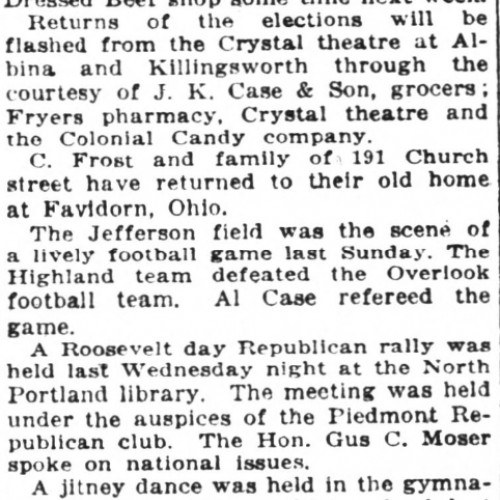 Dressed Beef shop some time next week.
Returns of the elections will be
flashed from the Crystal theatre at Al-
bina and Killingsworth through the
courtesy of J. K. Case & Son, grocers;
Fryers pharmacy, Crystal theatre and
the Colonial Candy company.
C. Frost and family of 191 Church
street have returned to their old home
at Favidorn, Ohio.
The Jefferson field was the scene of
a lively football game last Sunday. The
Highland team defeated the Overlook
football team. Al Case refereed the
game.
A Roosevelt day Republican rally was
held last Wednesday night at the North
Portland library. The meeting was held
under the auspices of the Piedmont Re-
publican club. The Hon. Gus C. Moser
spoke on national issues.
A jitney dance was held in the gymna-